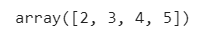 array([2, 3, 4, 5])